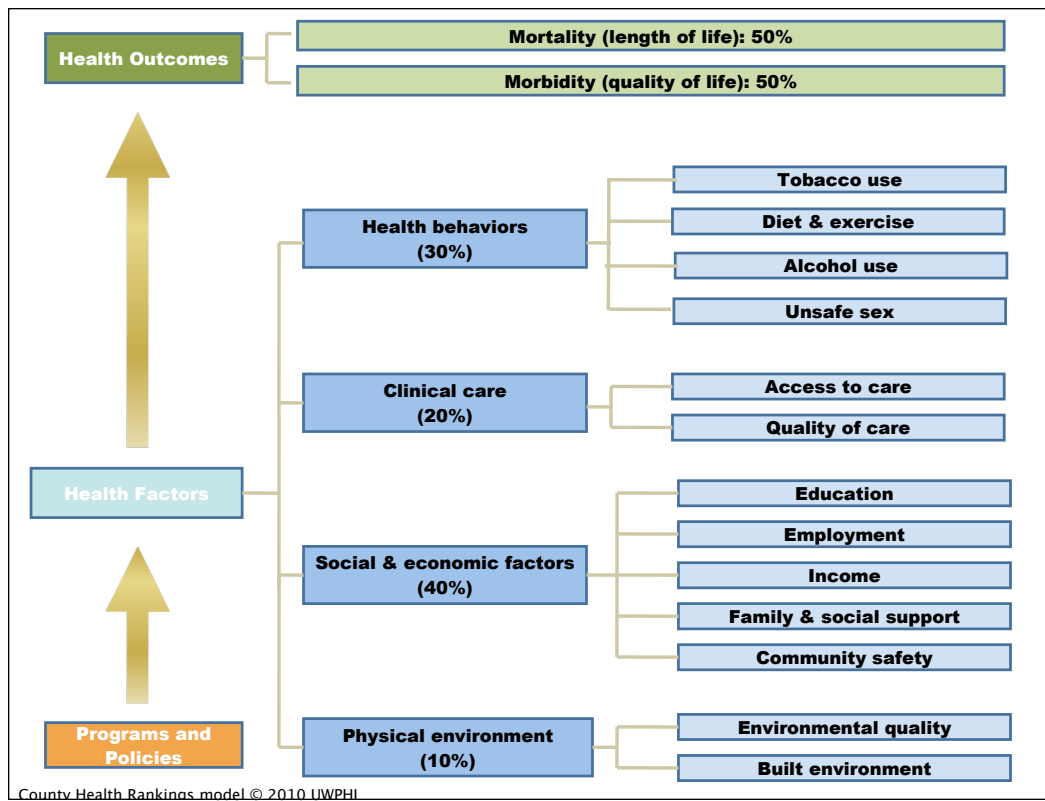 Health Outcomes
Mortality (length of life): 50%
Morbidity (quality of life): 50%
Health Factors
Programs and
Policies
Health behaviors
(30%)
Tobacco use
Diet & exercise
Alcohol use
Unsafe sex
Clinical care
(20%)
Access to care
Quality of care
Social & economic factors
(40%)
Education
Employment
Income
Family & social support
Community safety
Physical environment
(10%)
Environmental quality
Built environment
County Health Rankings model © 2010 UWPHI